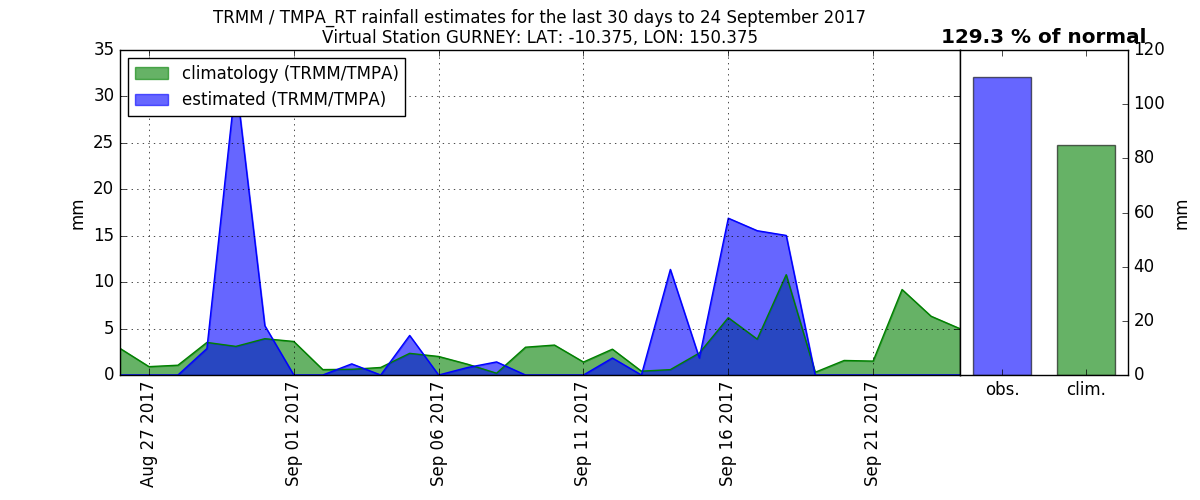 TRMM / TMPA_RT rainfall estimates for the last 30 days to 24 September 2017
Virtual Station GURNEY: LAT: -10.375, LON: 150.375
129.3 % of normal
climatology (TRMM/TMPA)
estimated (TRMM/TMPA)
35
30
25
20
15
10
5
0
mm
Aug 27 2017
Sep 01 2017
Sep 06 2017
Sep 11 2017
Sep 16 2017
Sep 21 2017
obs.
clim.
120
100
80
60
40
20
0
mm